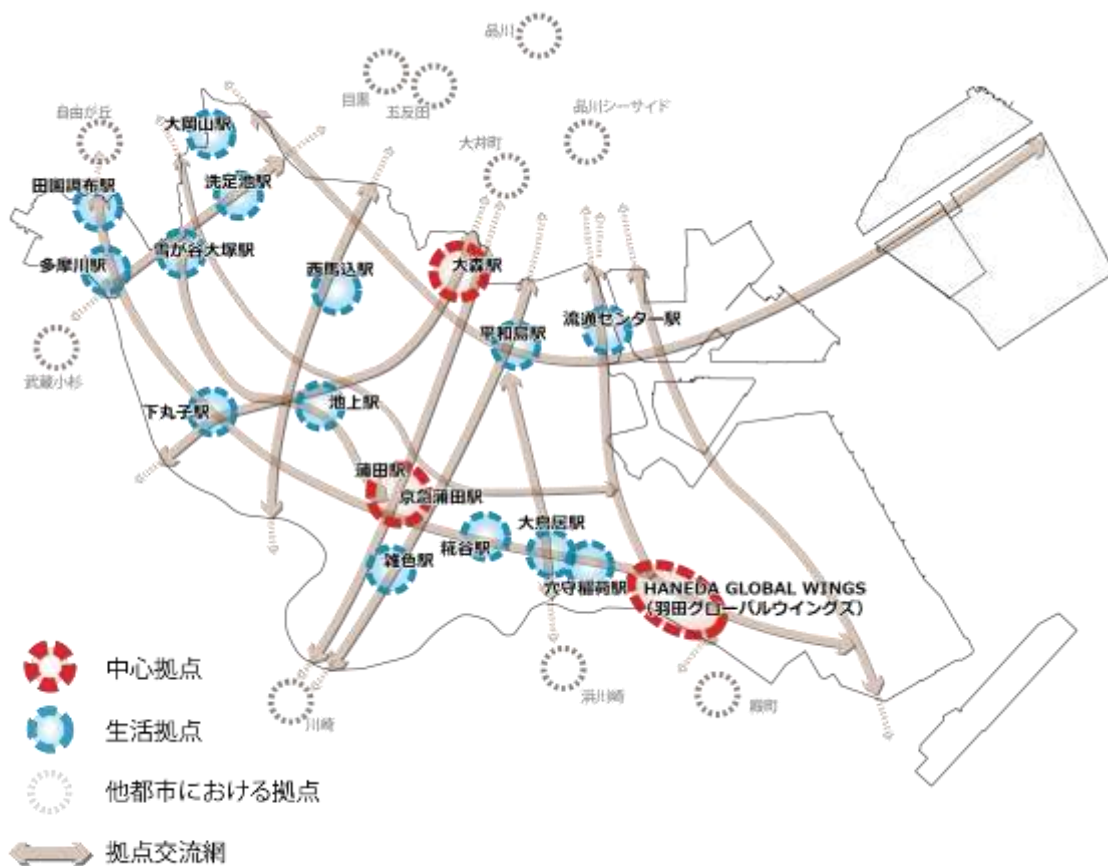 品川
目黒
五反田
品川シーサイド
自由が丘
大岡山駅
大井町
洗足池駅
田園調布駅
雪が谷大塚駅
多摩川駅
西馬込駅
大森駅
流通センター駅
平和島駅
武蔵小杉
下丸子駅
池上駅
蒲田駅
京急蒲田駅
大鳥居駅
糀谷駅
雑色駅
穴守稲荷駅
HANEDA GLOBAL WINGS
(羽田グローバルウイングズ)
中心拠点
浜川崎
殿町
川崎
生活拠点
他都市における拠点
拠点交流網